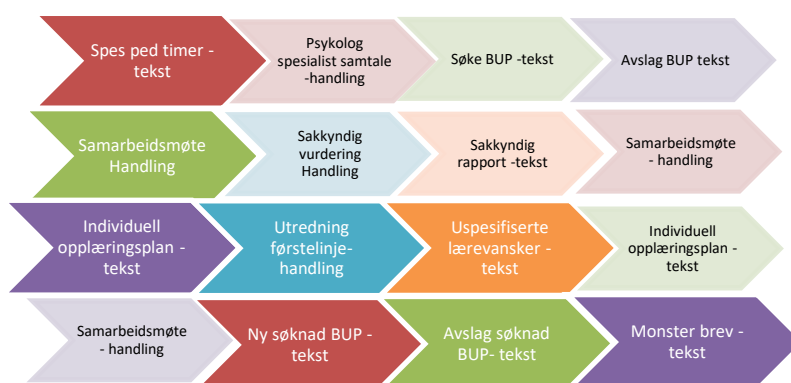 Spes ped timer -
tekst
Psykolog
spesialist samtale
-handling
Søke BUP -tekst
Avslag BUP tekst
Samarbeidsmøte
Handling
Sakkyndig
vurdering
Handling
Sakkyndig
rapport -tekst
Samarbeidsmøte
- handling
Individuell
opplæringsplan -
tekst
Utredning
førstelinje-
handling
Uspesifiserte
lærevansker -
tekst
Individuell
opplæringsplan -
tekst
Samarbeidsmøte
- handling
Ny søknad BUP -
tekst
Avslag søknad
BUP- tekst
Monster brev -
tekst